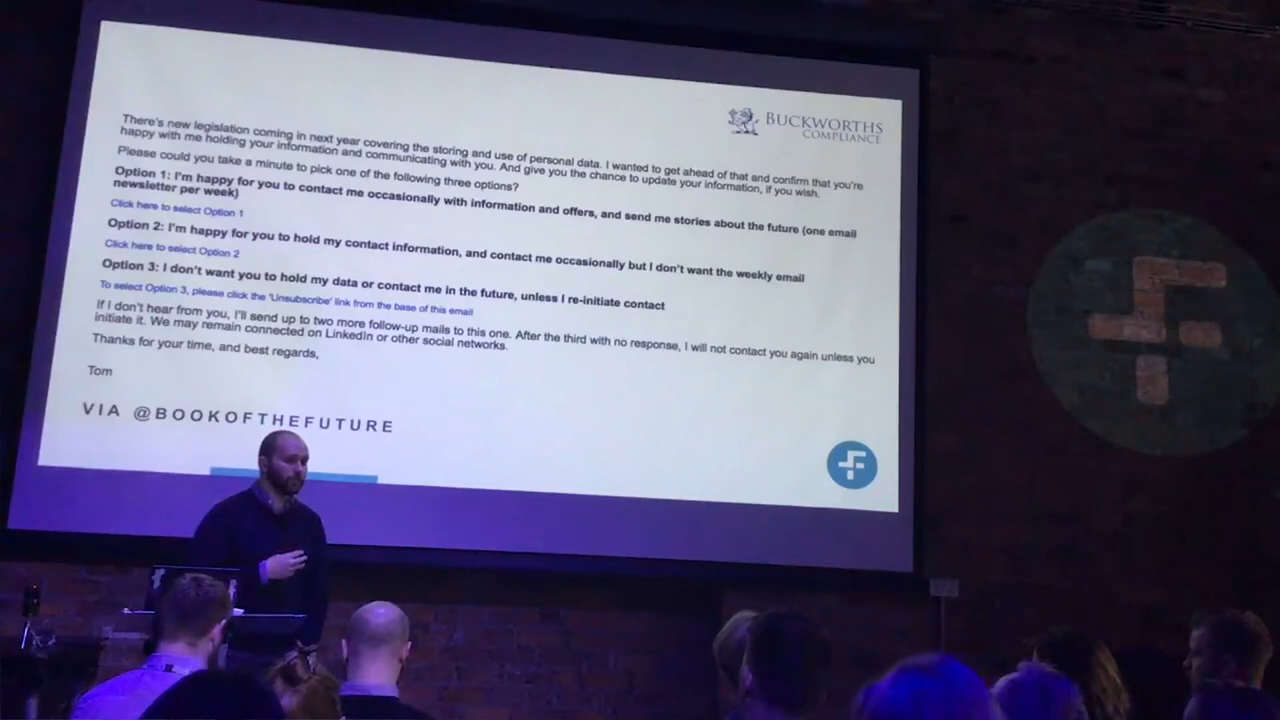 BUCKWORTHS
COMPLIANCE
There's new legislation coming in next year covering the storing and use of personal data. I wanted to get ahead of that and confirm that you're
happy with me holding your information and communicating with you. And give you the chance to update your information, if you wish.
Please could you take a minute to pick one of the following three options?
Option 1: I'm happy for you to contact me occasionally with information and offers, and send me stories about the future (one email
newsletter per week)
Click here to select Option 1
Option 2: I'm happy for you to hold my contact information, and contact me occasionally but I don't want the weekly email
Click here to select Option 2
Option 3: I don't want you to hold my data or contact me in the future, unless I re-initiate contact
To select Option 3, please click the 'Unsubscribe' link from the base of this email
If I don't hear from you, I'll send up to two more follow-up mails to this one. After the third with no response, I will not contact you again unless you
initiate it. We may remain connected on LinkedIn or other social networks.
Thanks for your time, and best regards,
Tom
VIA @BOOKOFTHEFUTURE